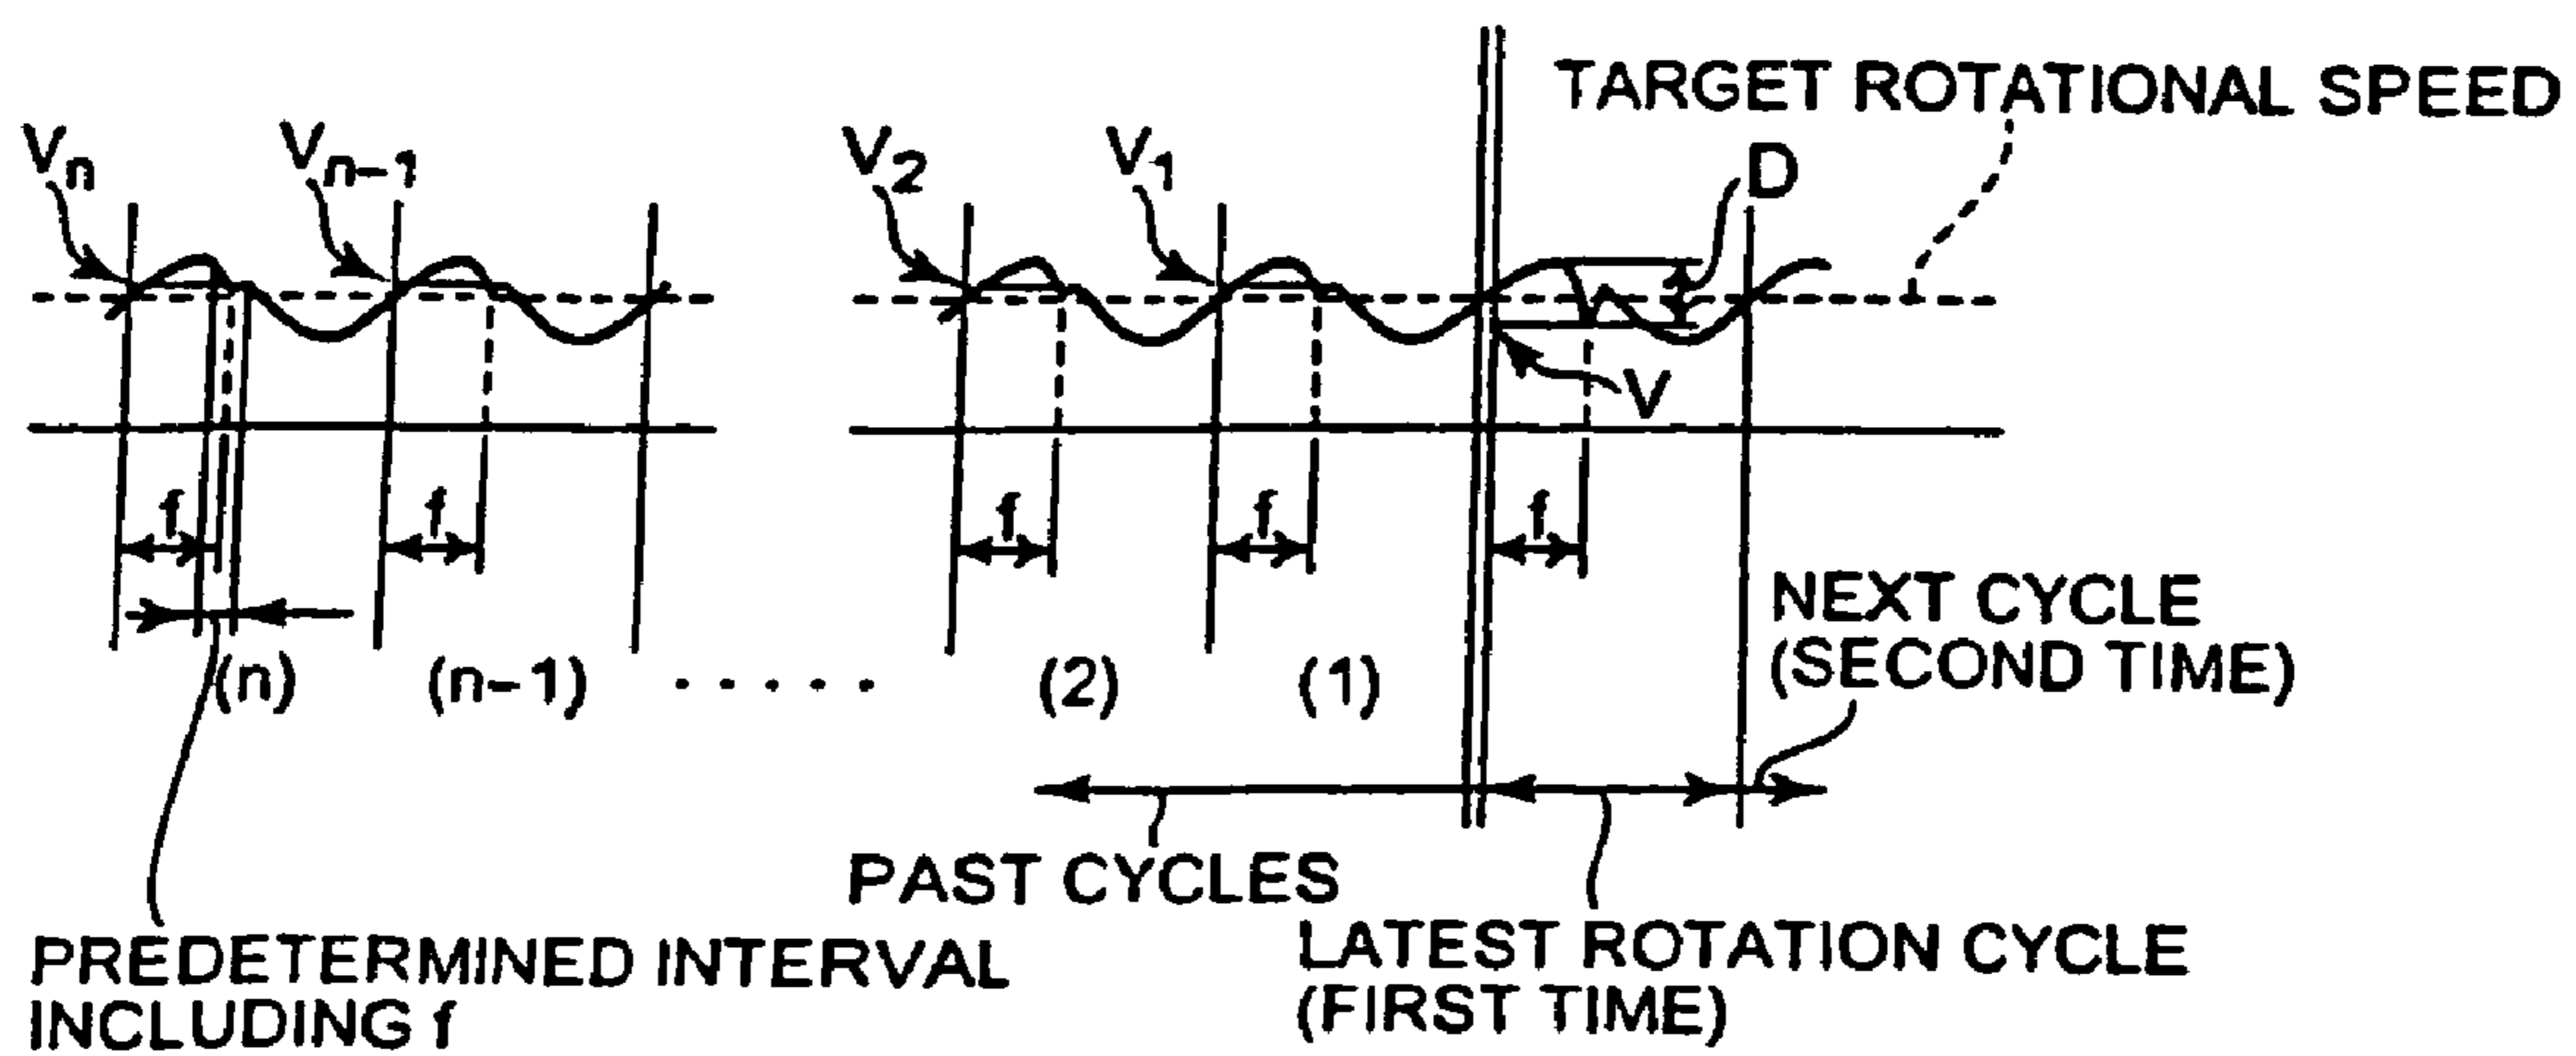 TARGET ROTATIONAL SPEED
Vn
Vn-1
V2
V1
D
V
f
f
f
f
f
NEXT CYCLE
(SECOND TIME)
(n)
(n-1)
. . . . .
(2)
(1)
PAST CYCLES
LATEST ROTATION CYCLE
(FIRST TIME)
PREDETERMINED INTERVAL
INCLUDING f